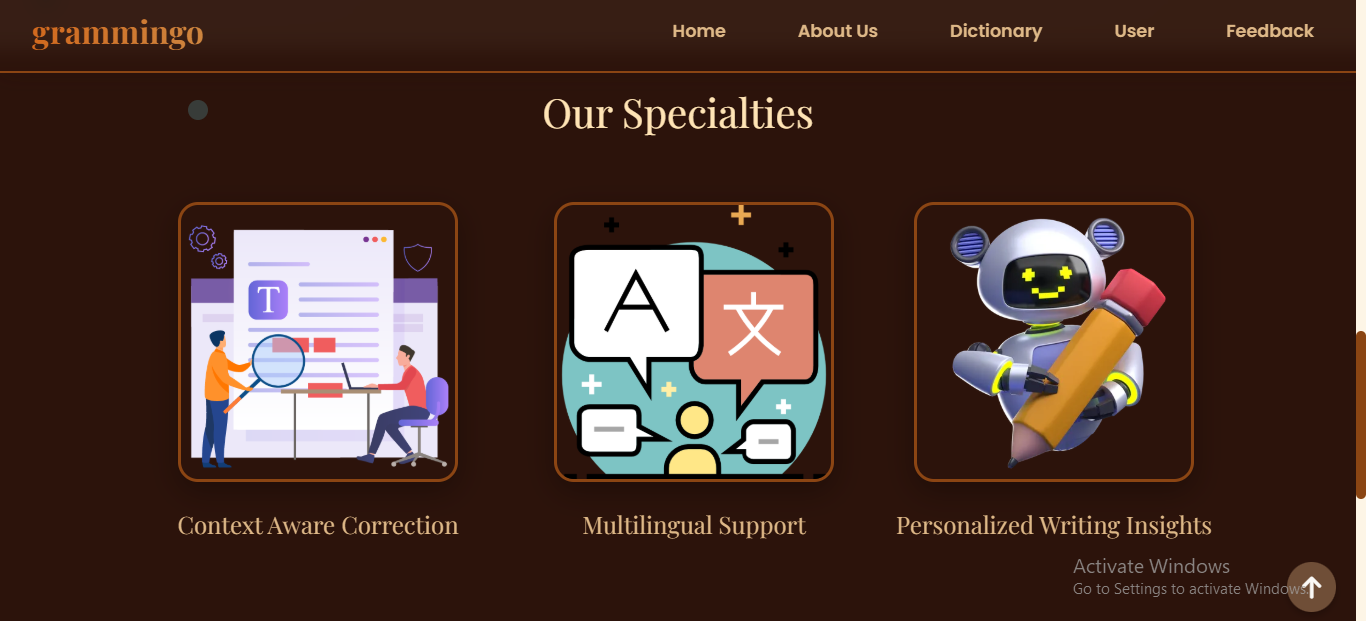 grammingo
Home
About Us
Dictionary
User
Feedback
Our Specialties
T
A
文
Context Aware Correction
Multilingual Support
Personalized Writing Insights
Activate Windows
Go to Settings to activate Windows.